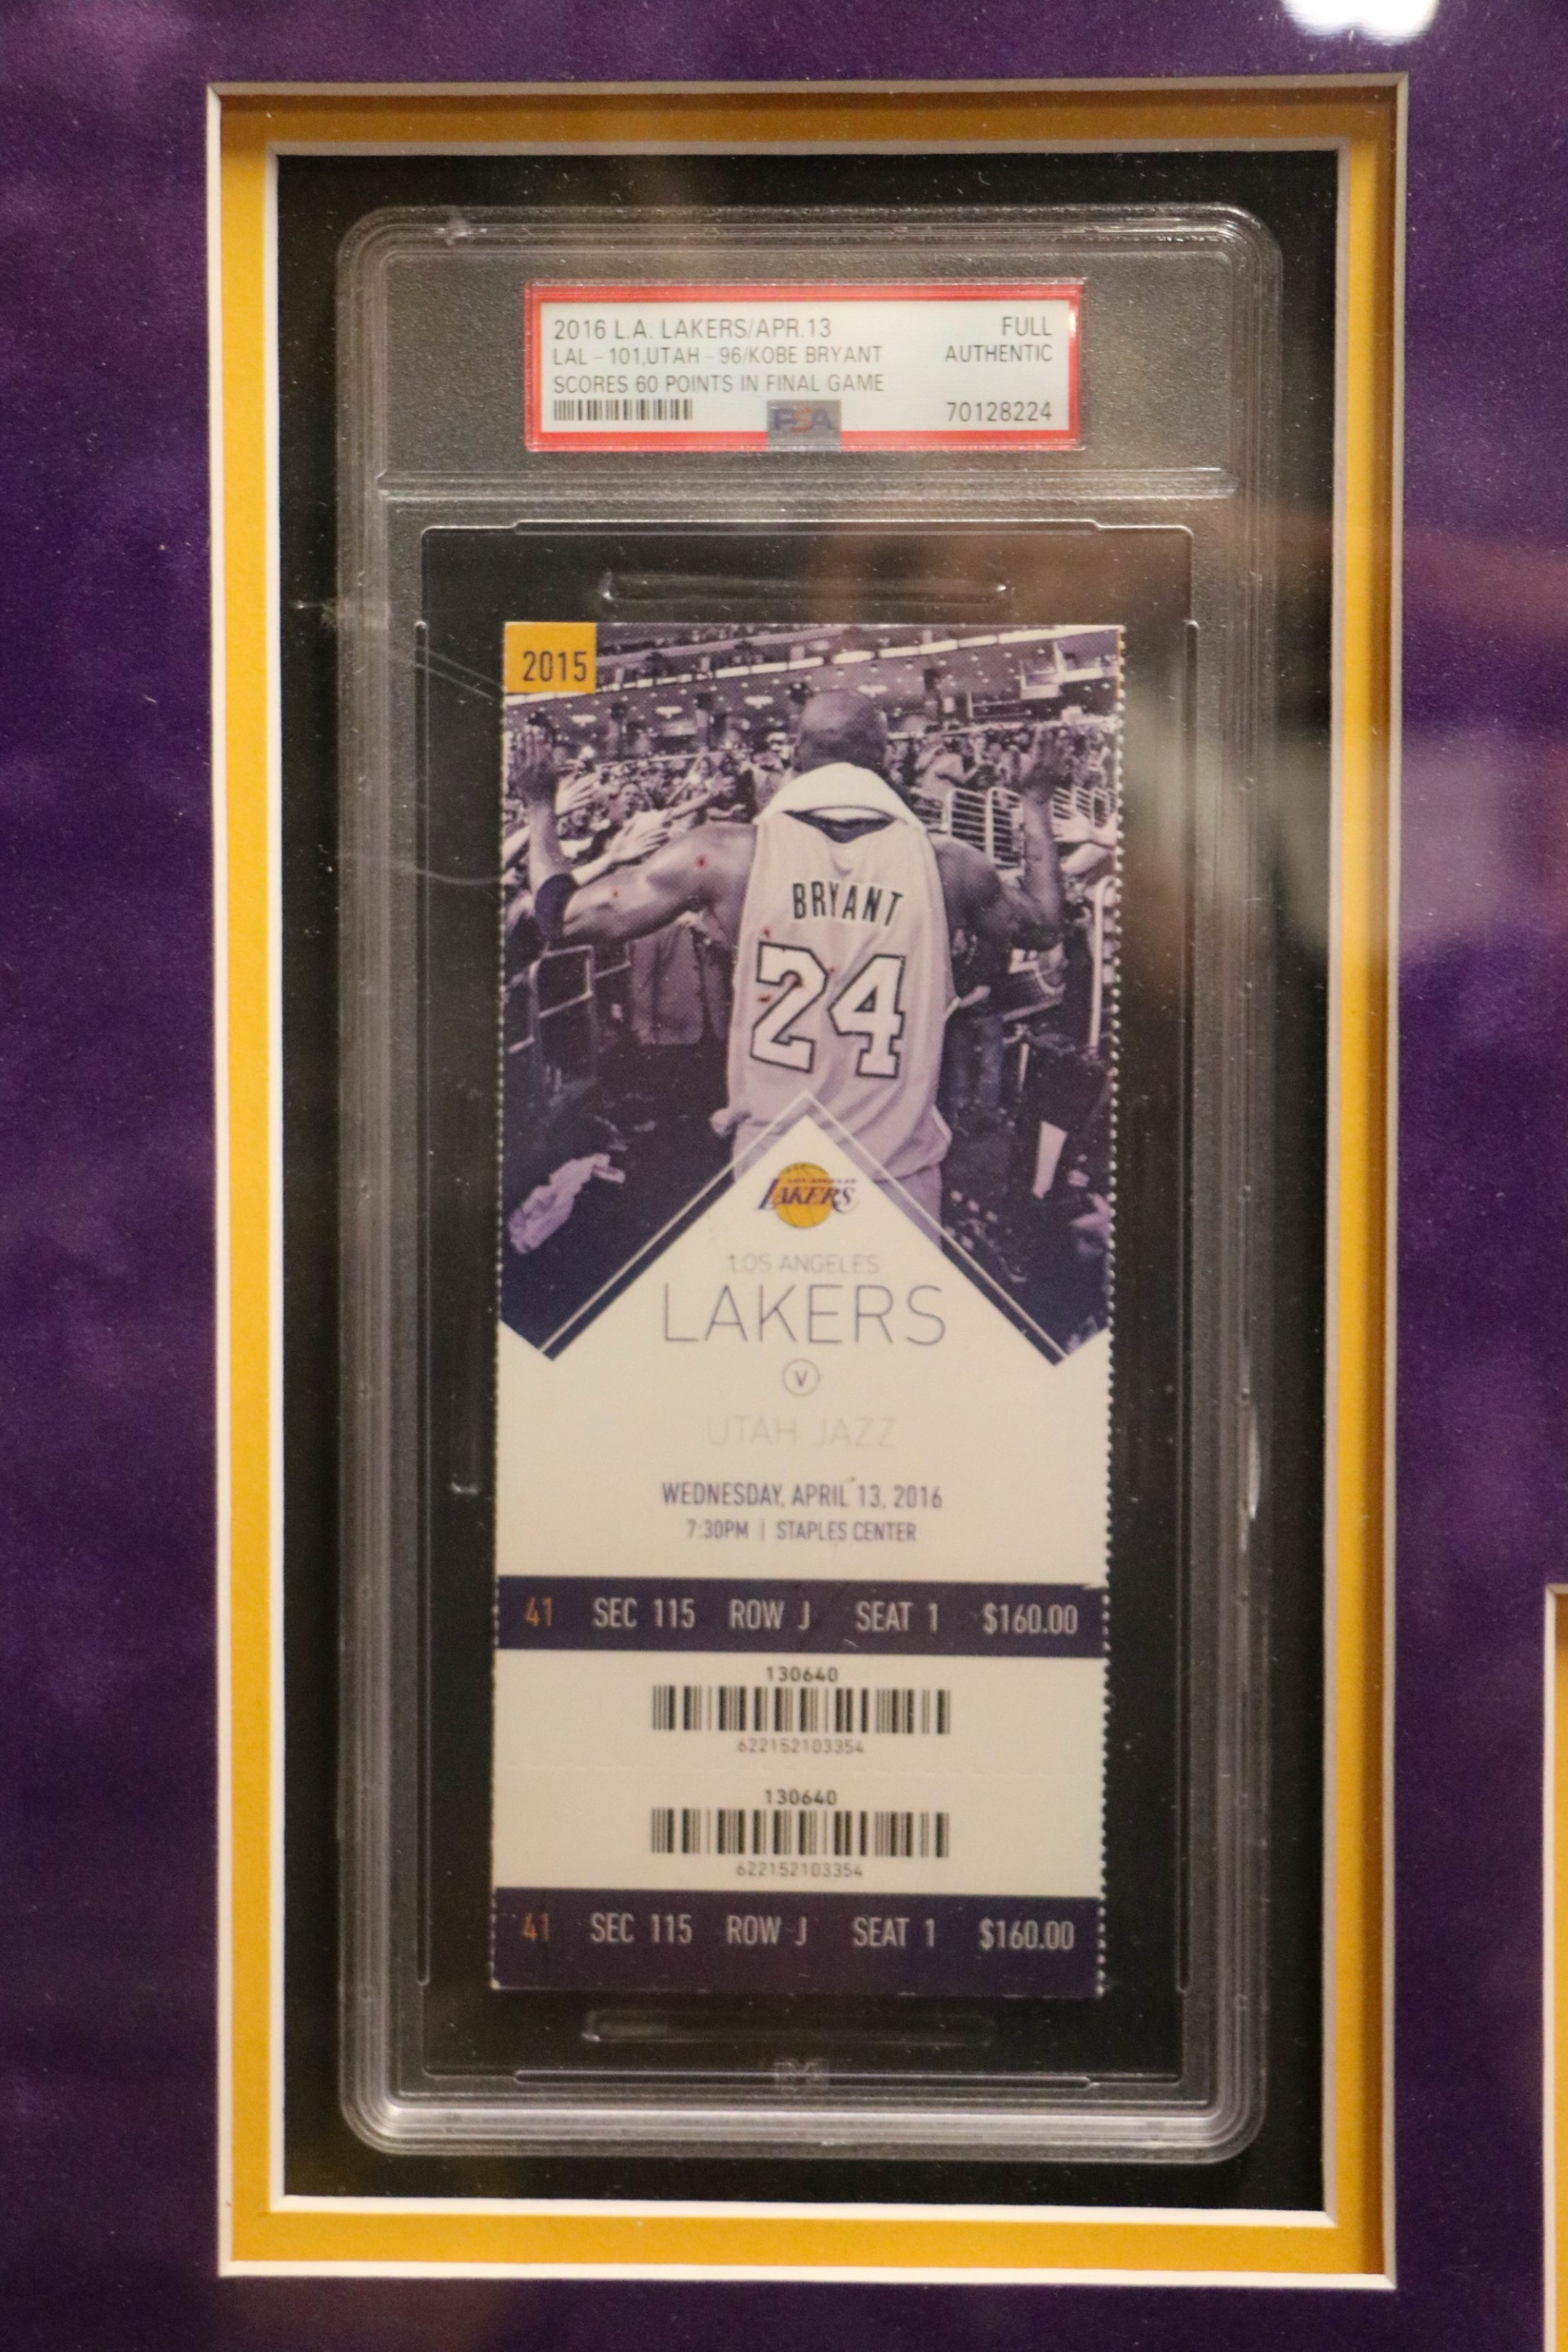 2016 L.A. LAKERS/APR.13 FULL
LAL - 101,UTAH - 96/KOBE BRYANT AUTHENTIC
SCORES 60 POINTS IN FINAL GAME
PSA 70128224
2015
BRYANT
24
LOS ANGELES
LAKERS
LOS ANGELES
LAKERS
V
UTAH JAZZ
WEDNESDAY, APRIL 13, 2016
7:30PM | STAPLES CENTER
41 SEC 115 ROW J SEAT 1 $160.00
130640
622152103354
130640
622152103354
41 SEC 115 ROW J SEAT 1 $160.00